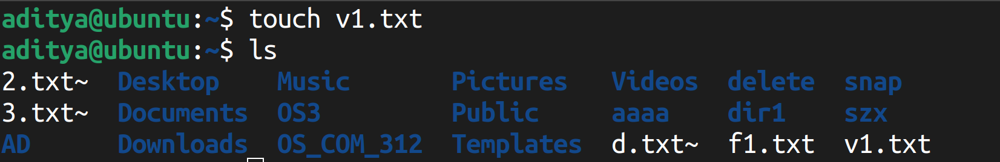 aditya@ubuntu:~$ touch v1.txt
aditya@ubuntu:~$ ls
2.txt~  Desktop    Music       Pictures   Videos  delete  snap
3.txt~  Documents  OS3         Public     aaaa    dir1    szx
AD      Downloads  OS_COM_312  Templates  d.txt~  f1.txt  v1.txt